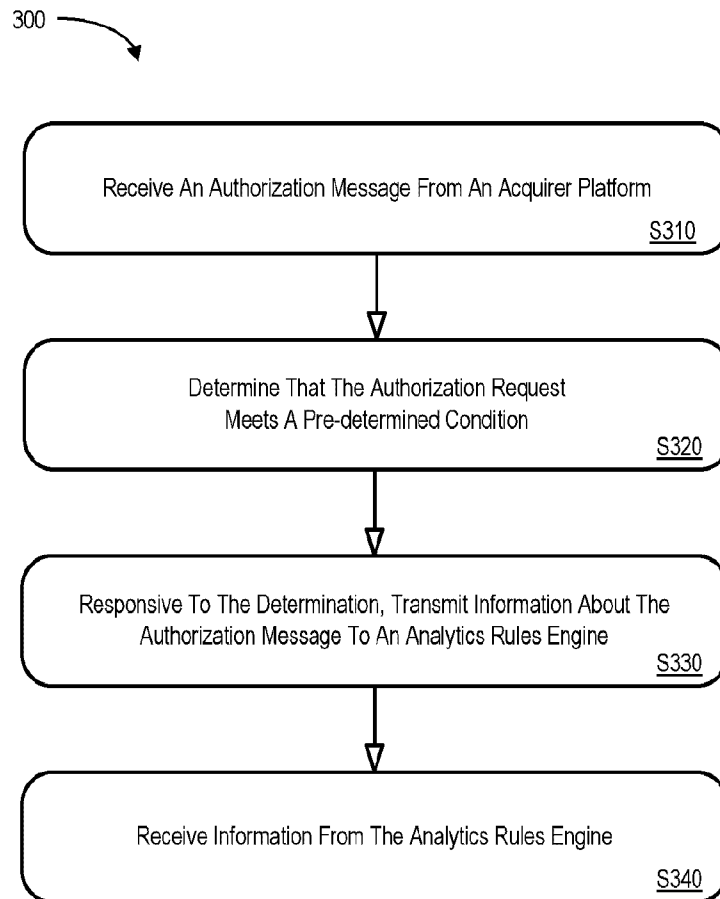 300
Receive An Authorization Message From An Acquirer Platform
S310
Determine That The Authorization Request
Meets A Pre-determined Condition
S320
Responsive To The Determination, Transmit Information About The
Authorization Message To An Analytics Rules Engine
S330
Receive Information From The Analytics Rules Engine
S340